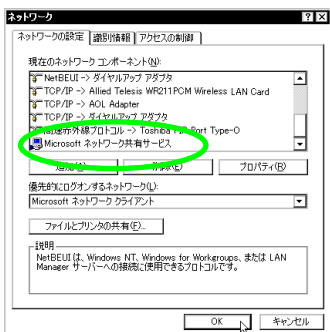 ネットワーク
ネットワークの設定 識別情報 アクセスの制御
現在のネットワーク コンポーネント(N):
NetBEUI -> ダイヤルアップ アダプタ
TCP/IP -> Allied Telesis WR211PCM Wireless LAN Card
TCP/IP -> AOL Adapter
TCP/IP -> ダイヤルアップ アダプタ
Microsoft ネットワーク共有サービス
プロパティ(R)
優先的にログオンするネットワーク(L):
Microsoft ネットワーク クライアント
ファイルとプリンタの共有(F)...
説明
NetBEUI は、Windows NT、Windows for Workgroups、または LAN
Manager サーバーへの接続に使用できるプロトコルです。
OK キャンセル